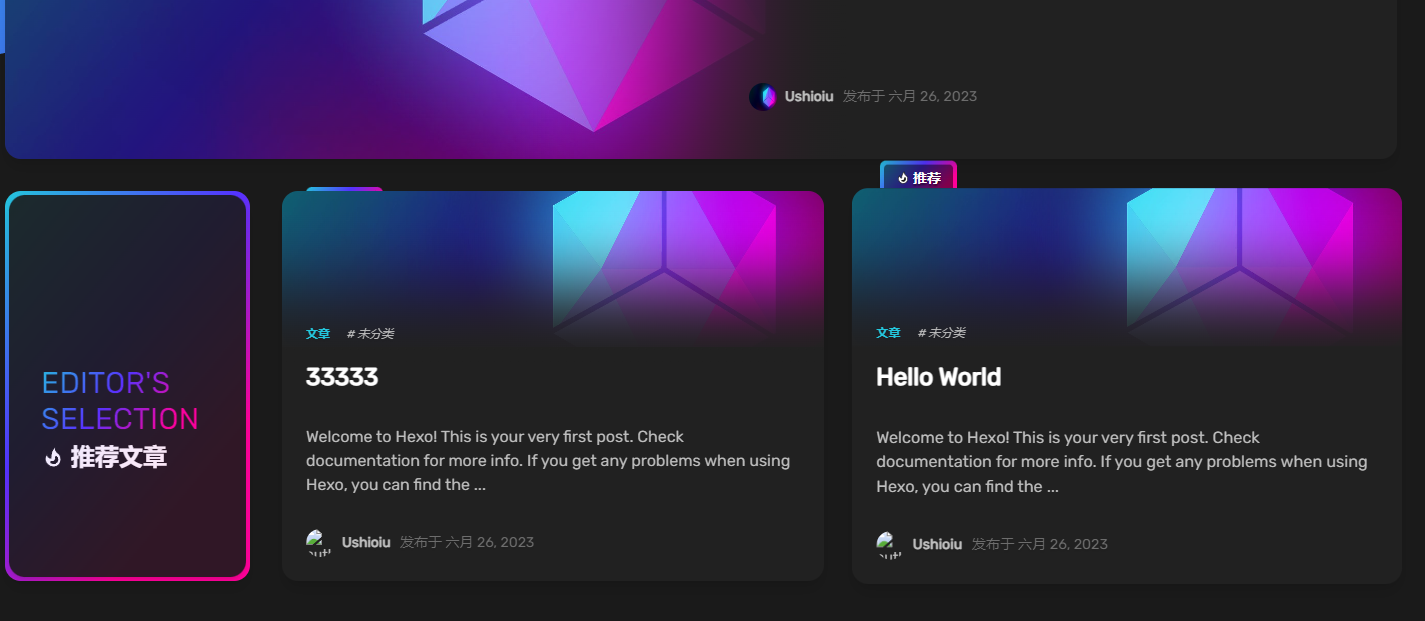 Ushioiu 发布于 六月 26, 2023
推荐
EDITOR'S
SELECTION
推荐文章
文章 # 未分类
33333
Welcome to Hexo! This is your very first post. Check
documentation for more info. If you get any problems when using
Hexo, you can find the ...
Ushioiu 发布于 六月 26, 2023
文章 # 未分类
Hello World
Welcome to Hexo! This is your very first post. Check
documentation for more info. If you get any problems when using
Hexo, you can find the ...
Ushioiu 发布于 六月 26, 2023